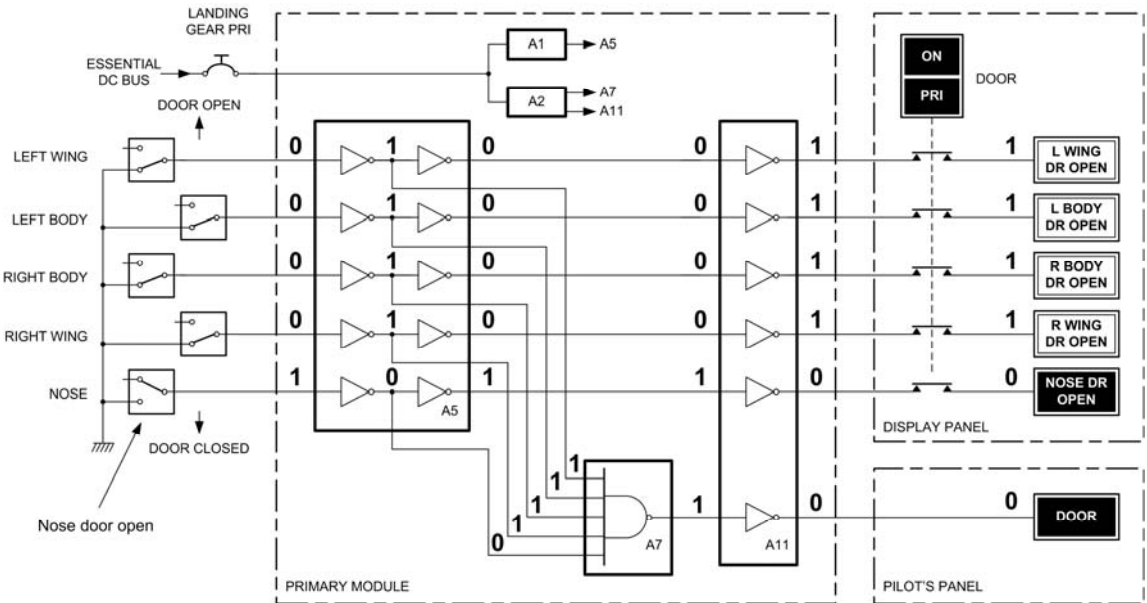 LANDING
GEAR PRI
ESSENTIAL
DC BUS
A1
A5
A2
A7
A11
ON
PRI
DOOR
DOOR OPEN
LEFT WING
0
1
0
0
1
1
L WING
DR OPEN
LEFT BODY
0
1
0
0
1
1
L BODY
DR OPEN
RIGHT BODY
0
1
0
0
1
1
R BODY
DR OPEN
RIGHT WING
0
1
0
0
1
1
R WING
DR OPEN
NOSE
1
0
1
1
0
0
NOSE DR
OPEN
A5
DISPLAY PANEL
DOOR CLOSED
Nose door open
1
1
1
1
0
1
0
0
DOOR
A7
A11
PRIMARY MODULE
PILOT'S PANEL